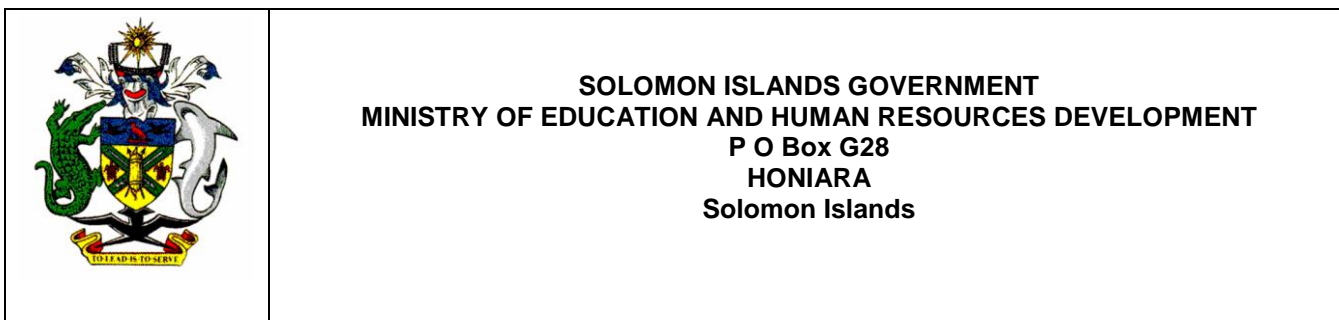 SOLOMON ISLANDS GOVERNMENT
MINISTRY OF EDUCATION AND HUMAN RESOURCES DEVELOPMENT
P O Box G28
HONIARA
Solomon Islands
TO LEAD IS TO SERVE